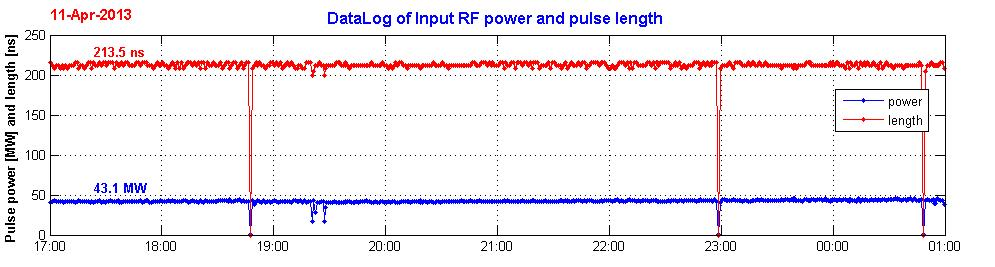 11-Apr-2013
DataLog of Input RF power and pulse length
Pulse power [MW] and length [ns]
250
200
150
100
50
0
213.5 ns
43.1 MW
power
length
17:00 18:00 19:00 20:00 21:00 22:00 23:00 00:00 01:00